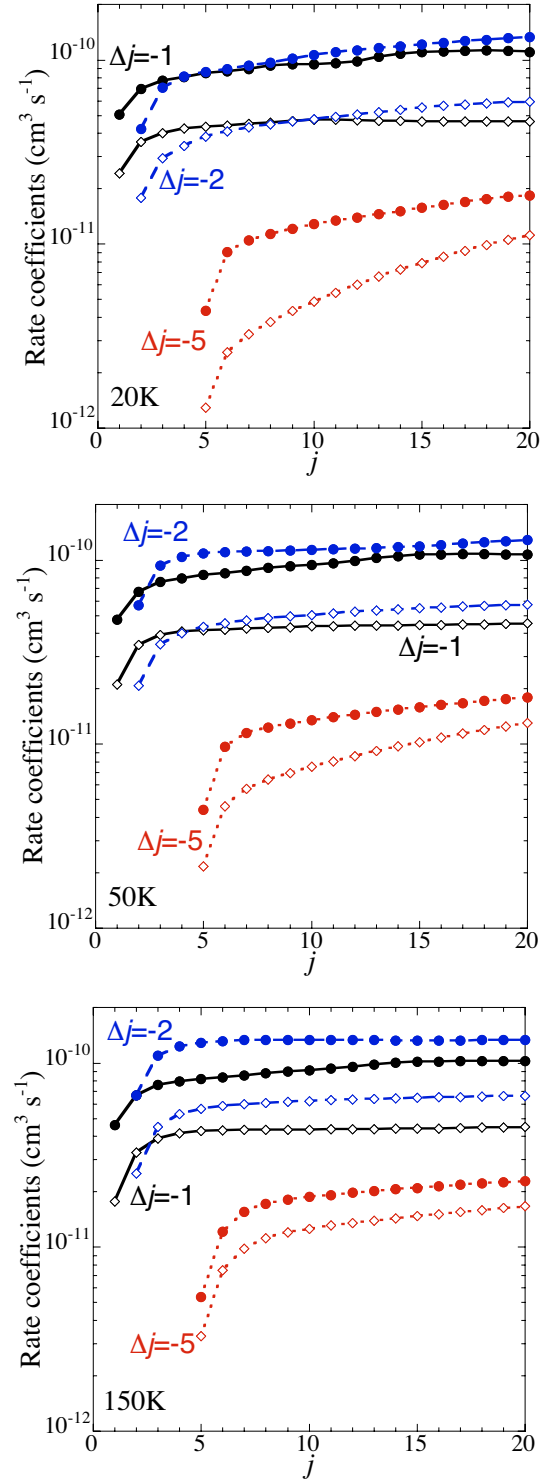 Rate coefficients (cm³ s⁻¹)
10⁻¹⁰
10⁻¹¹
10⁻¹²
Δj=-1
Δj=-2
Δj=-5
20K
0 5 10 15 20
j
Rate coefficients (cm³ s⁻¹)
10⁻¹⁰
10⁻¹¹
10⁻¹²
Δj=-2
Δj=-1
Δj=-5
50K
0 5 10 15 20
j
Rate coefficients (cm³ s⁻¹)
10⁻¹⁰
10⁻¹¹
10⁻¹²
Δj=-2
Δj=-1
Δj=-5
150K
0 5 10 15 20
j